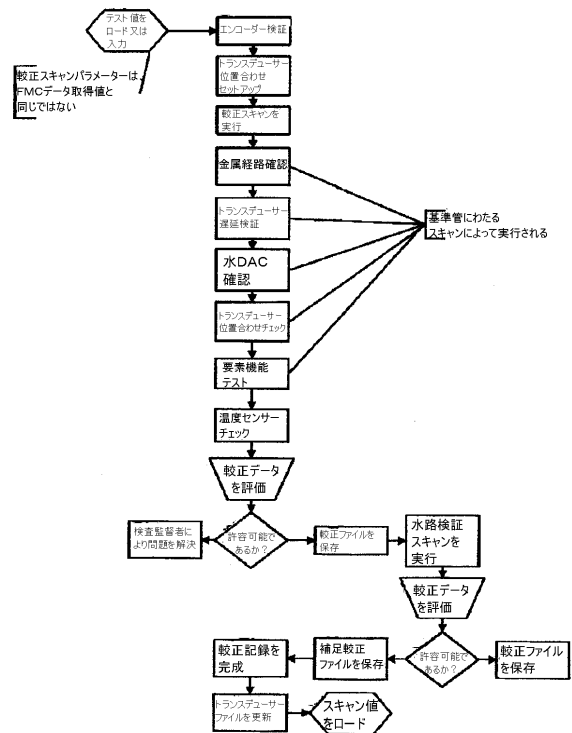 テスト値を
ロード又は
入力
エンコーダー検証
較正スキャンパラメーターは、
FMCデータ取得値と
同じではない
トランスデューサー
位置合わせ
セットアップ
較正スキャンを
実行
金属経路確認
トランスデューサー
遅延検証
基準管にわたる
スキャンによって実行される
水DAC
確認
トランスデューサー
位置合わせチェック
要素機能
テスト
温度センサー
チェック
較正データ
を評価
検査監督者に
より問題を解決
許容可能で
あるか?
較正ファイルを
保存
水路検証
スキャンを
実行
較正データ
を評価
較正記録を
完成
補足較正
ファイルを保存
許容可能で
あるか?
較正ファイル
を保存
トランスデューサー
ファイルを更新
スキャン値
をロード